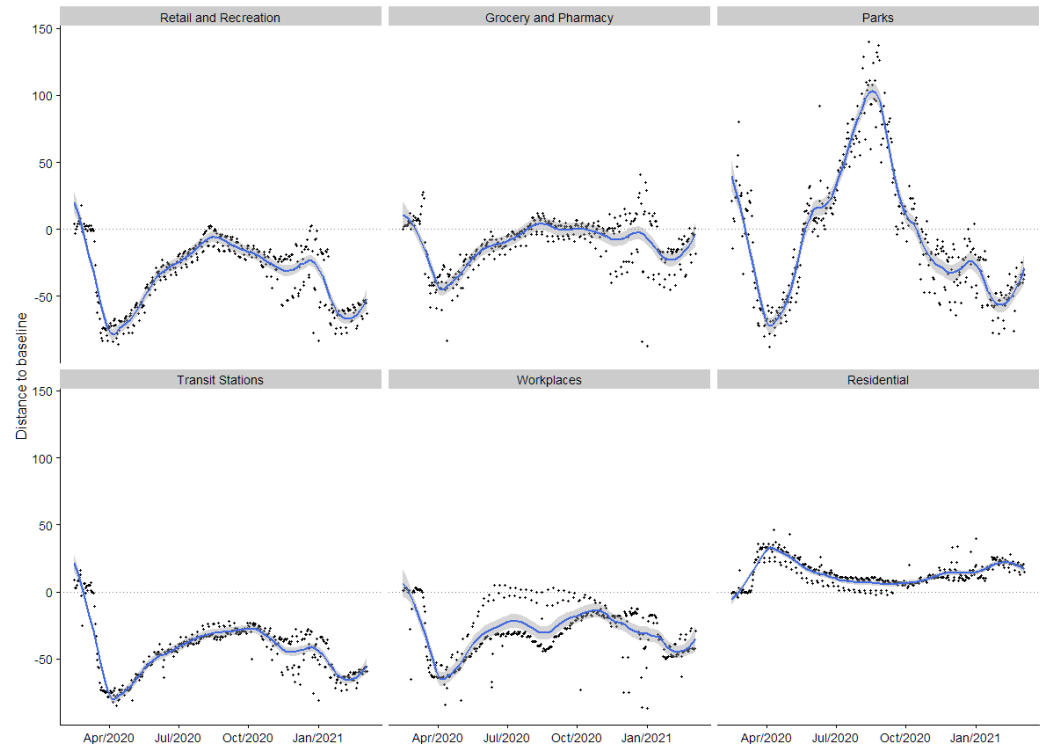 Retail and Recreation
Grocery and Pharmacy
Parks
150
100
50
0
-50
Transit Stations
Workplaces
Residential
150
100
50
0
-50
Distance to baseline
Apr/2020
Jul/2020
Oct/2020
Jan/2021
Apr/2020
Jul/2020
Oct/2020
Jan/2021
Apr/2020
Jul/2020
Oct/2020
Jan/2021